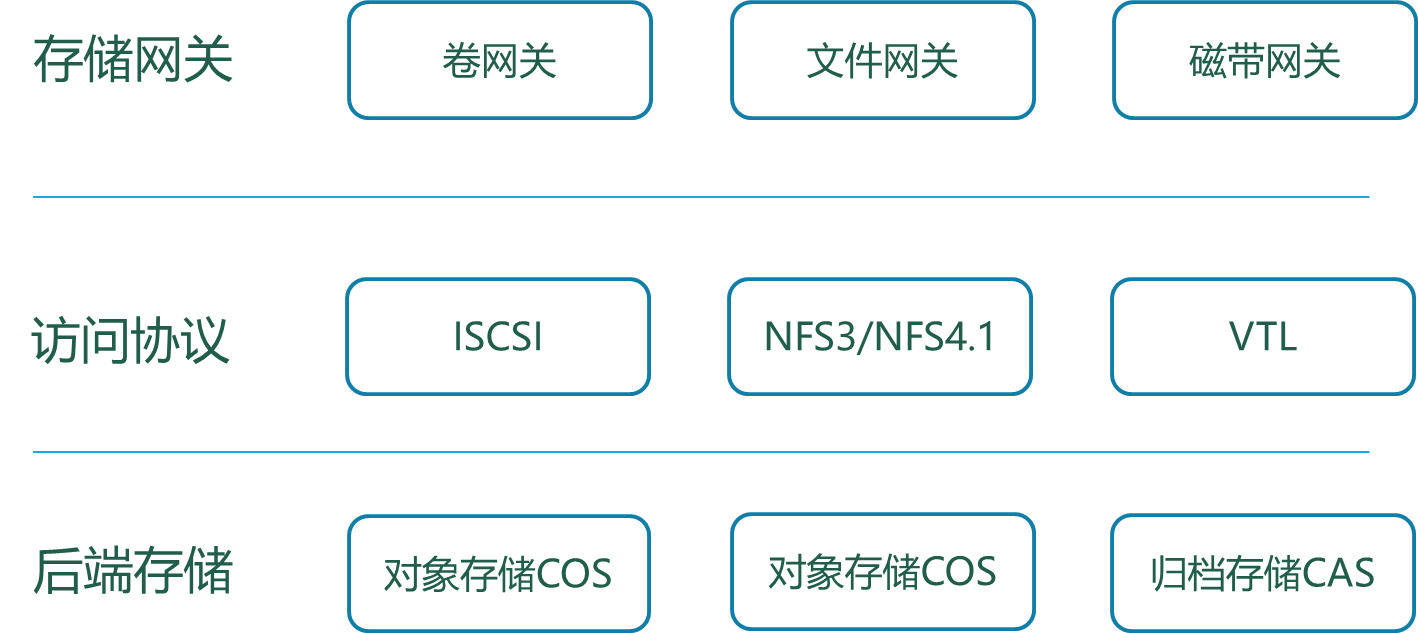 存储网关
卷网关
文件网关
磁带网关
访问协议
ISCSI
NFS3/NFS4.1
VTL
后端存储
对象存储COS
对象存储COS
归档存储CAS